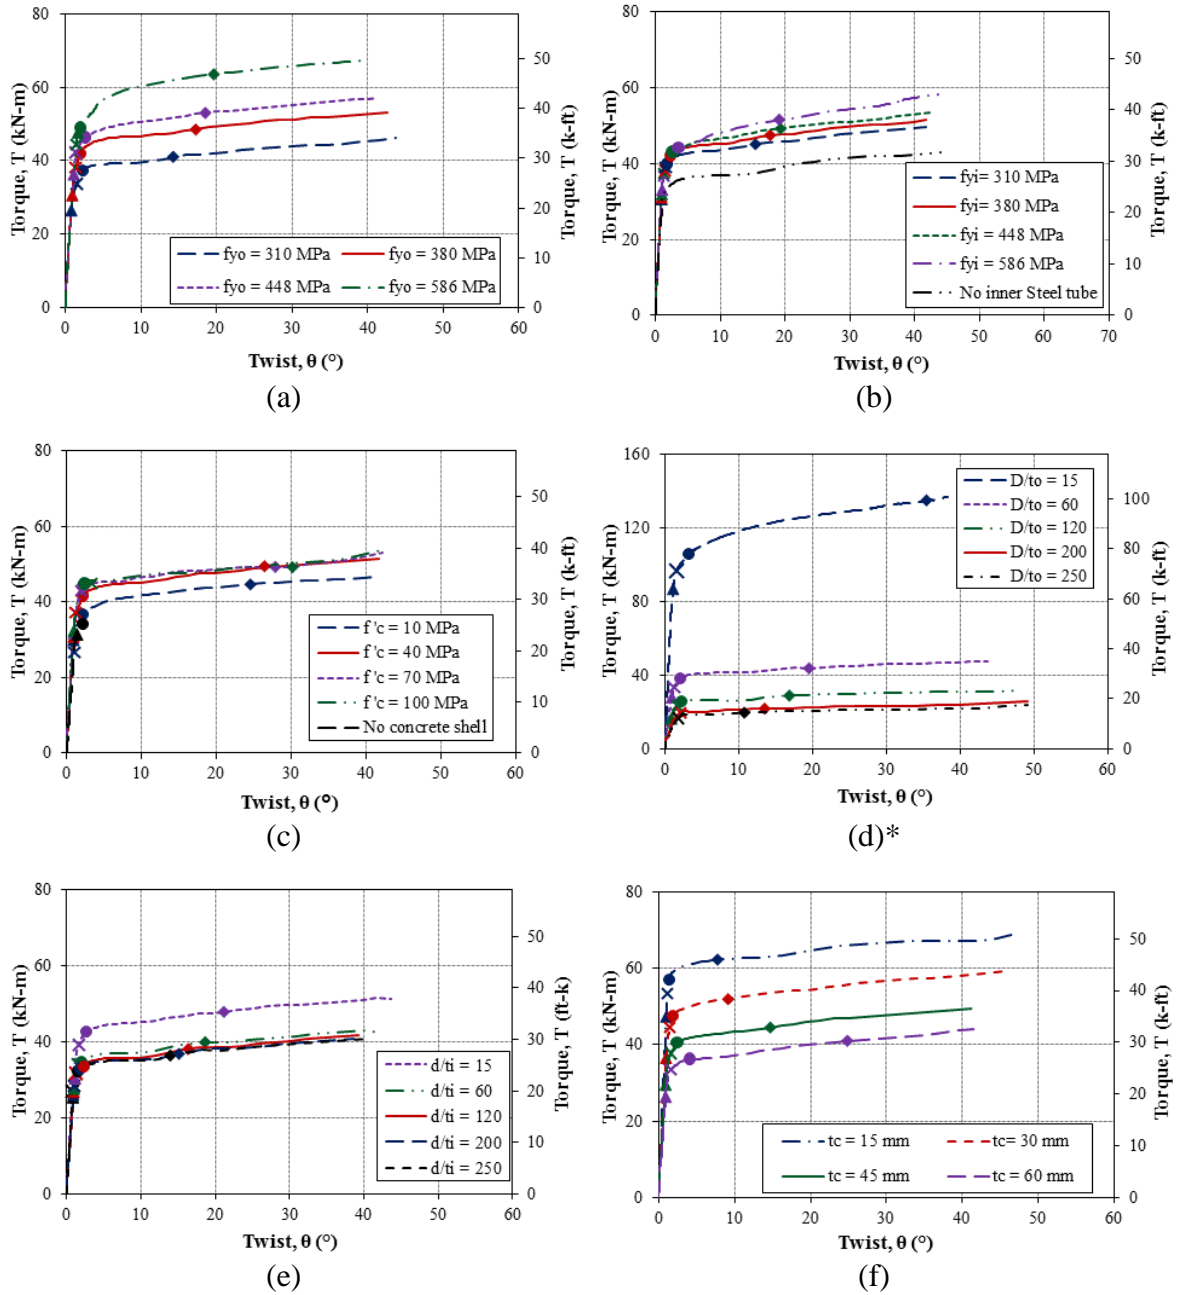 80
60
40
20
0
Torque, T (kN-m)
50
40
30
20
10
0
Torque, T (k-ft)
fyo = 310 MPa fyo = 380 MPa
fyo = 448 MPa fyo = 586 MPa
0 10 20 30 40 50 60
Twist, θ (°)
(a)
80
60
40
20
0
Torque, T (kN-m)
50
40
30
20
10
0
Torque, T (k-ft)
fyi= 310 MPa
fyi= 380 MPa
fyi = 448 MPa
fyi = 586 MPa
No inner Steel tube
0 10 20 30 40 50 60 70
Twist, θ (°)
(b)
80
60
40
20
0
Torque, T (kN-m)
50
40
30
20
10
0
Torque, T (k-ft)
f 'c = 10 MPa
f 'c = 40 MPa
f 'c = 70 MPa
f 'c = 100 MPa
No concrete shell
0 10 20 30 40 50 60
Twist, θ (°)
(c)
160
120
80
40
0
Torque, T (kN-m)
100
80
60
40
20
0
Torque, T (k-ft)
D/to = 15
D/to = 60
D/to = 120
D/to = 200
D/to = 250
0 10 20 30 40 50 60
Twist, θ (°)
(d)*
80
60
40
20
0
Torque, T (kN-m)
50
40
30
20
10
0
Torque, T (ft-k)
d/ti = 15
d/ti = 60
d/ti = 120
d/ti = 200
d/ti = 250
0 10 20 30 40 50 60
Twist, θ (°)
(e)
80
60
40
20
0
Torque, T (kN-m)
50
40
30
20
10
0
Torque, T (k-ft)
tc = 15 mm tc= 30 mm
tc = 45 mm tc = 60 mm
0 10 20 30 40 50 60
Twist, θ (°)
(f)